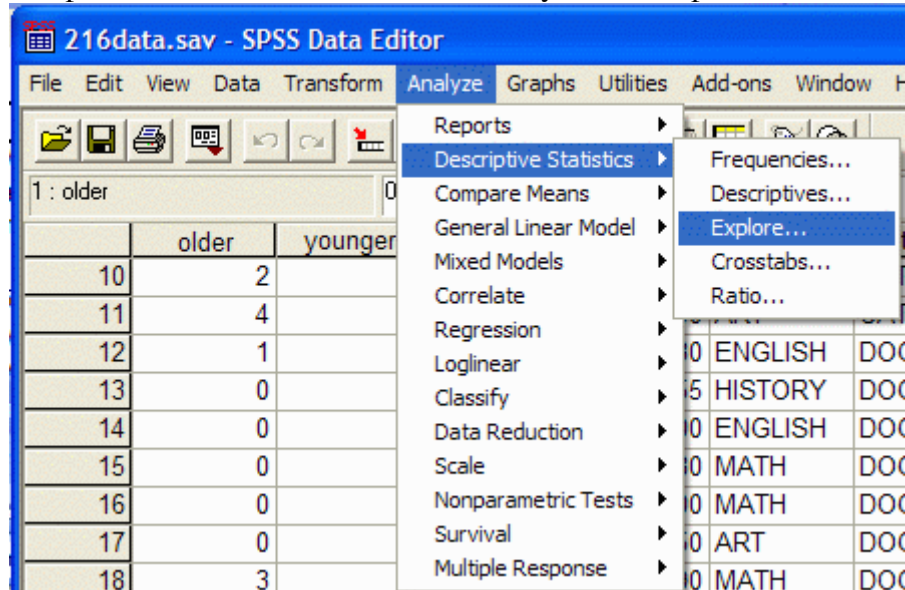 216data.sav - SPSS Data Editor
File Edit View Data Transform Analyze Graphs Utilities Add-ons Window
1 : older
older younger
10 2
11 4
12 1 ENGLISH
13 0 HISTORY
14 0 ENGLISH
15 0 MATH
16 0 MATH
17 0 ART
18 3 MATH
Reports
Descriptive Statistics
Compare Means
General Linear Model
Mixed Models
Correlate
Regression
Loglinear
Classify
Data Reduction
Scale
Nonparametric Tests
Survival
Multiple Response
Frequencies...
Descriptives...
Explore...
Crosstabs...
Ratio...